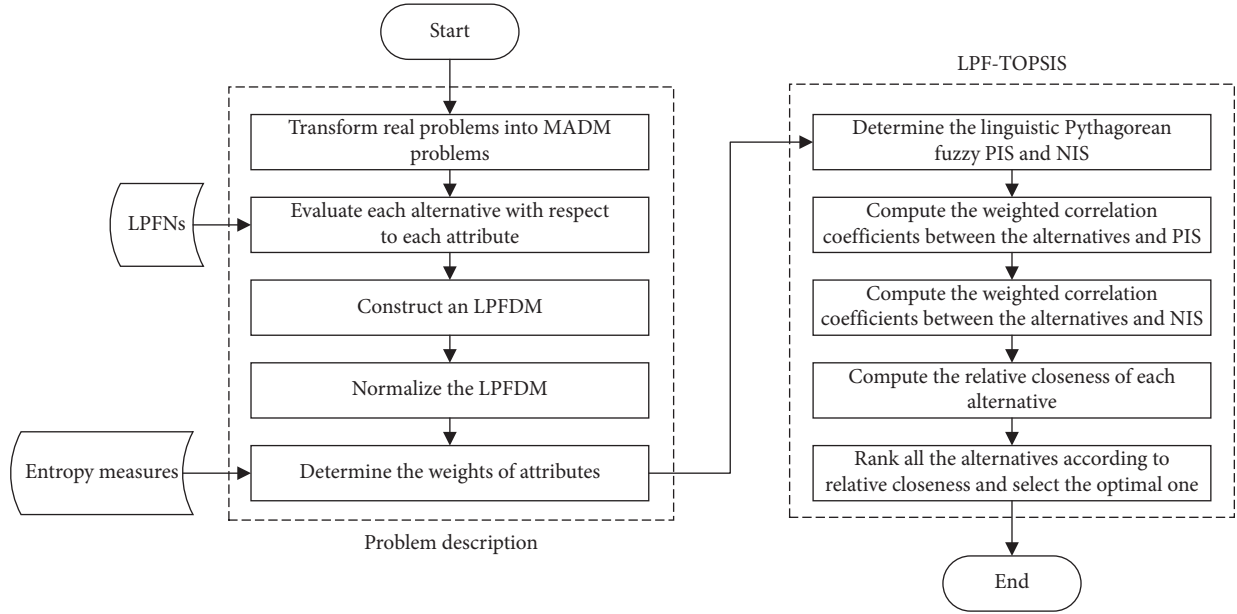 Start
Transform real problems into MADM
problems
LPFNs
Evaluate each alternative with respect
to each attribute
Construct an LPFDM
Normalize the LPFDM
Entropy measures
Determine the weights of attributes
Problem description
LPF-TOPSIS
Determine the linguistic Pythagorean
fuzzy PIS and NIS
Compute the weighted correlation
coefficients between the alternatives and PIS
Compute the weighted correlation
coefficients between the alternatives and NIS
Compute the relative closeness of each
alternative
Rank all the alternatives according to
relative closeness and select the optimal one
End